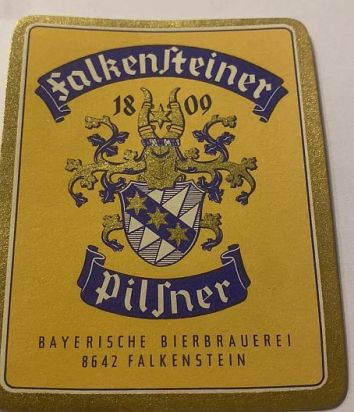 Falkenſteiner
18 09
Pilſner
BAYERISCHE BIERBRAUEREI
8642 FALKENSTEIN